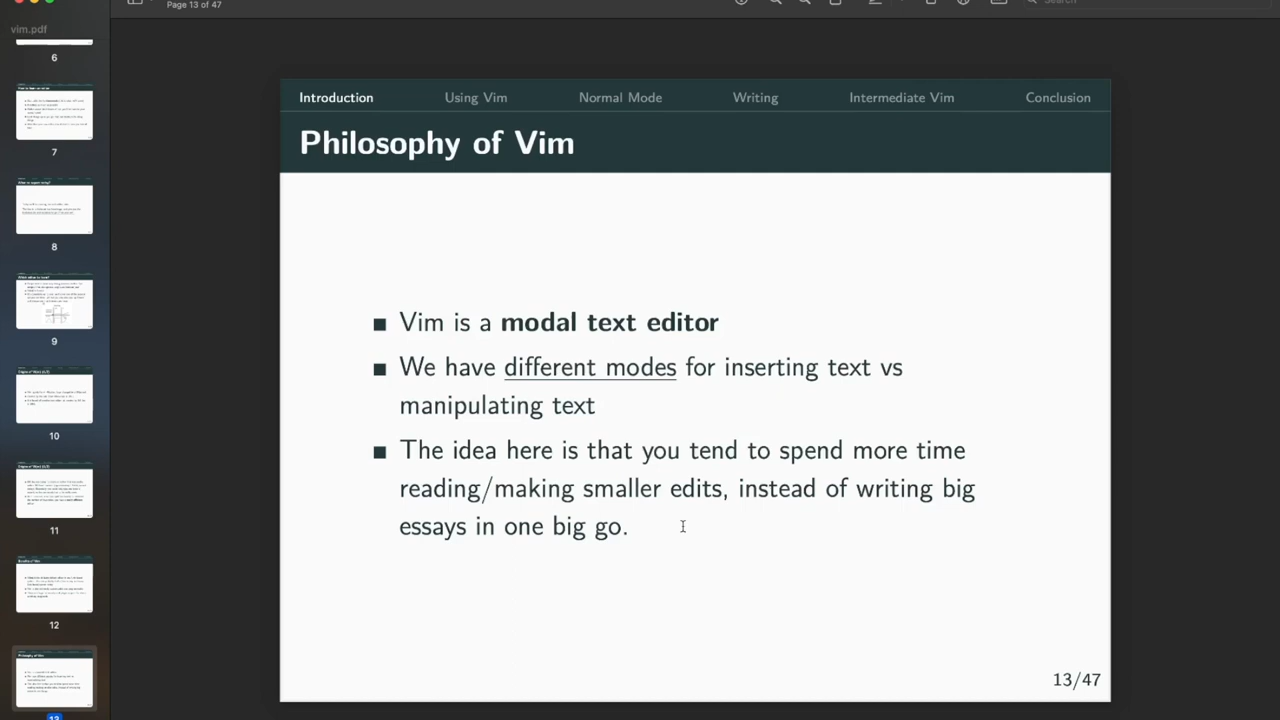 Page 13 of 47
Search
vim.pdf
6
7
8
9
10
11
12
13
Introduction Using Vim Normal Mode Writing Intermediate Vim Conclusion
Philosophy of Vim
Vim is a modal text editor
We have different modes for inserting text vs
manipulating text
The idea here is that you tend to spend more time
reading/making smaller edits, instead of writing big
essays in one big go.
13/47